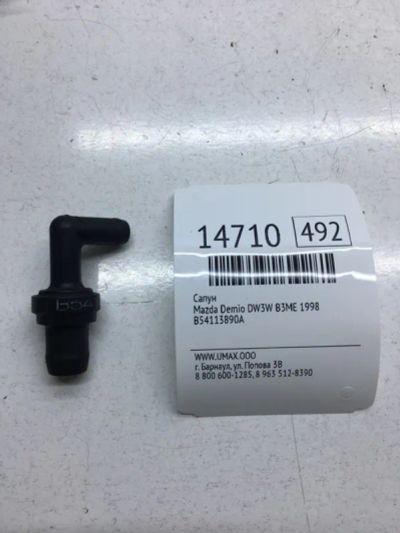 14710 492
Сапун
Mazda Demio DW3W B3ME 1998
B54113890A
WWW.UMAX.OOO
г. Барнаул, ул. Попова 3В
8 800 600-1285, 8 963 512-8390
B54